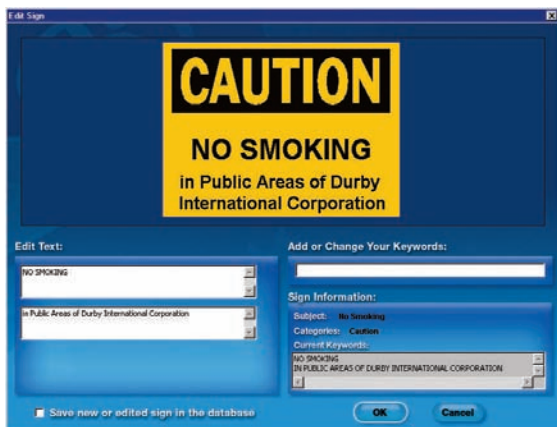 Edit Sign
CAUTION
NO SMOKING
in Public Areas of Durby
International Corporation
Edit Text:
NO SMOKING
in Public Areas of Durby International Corporation
Add or Change Your Keywords:
Sign Information:
Subject: No Smoking
Categories: Caution
Current Keywords:
NO SMOKING
IN PUBLIC AREAS OF DURBY INTERNATIONAL CORPORATION
Save new or edited sign in the database
OK
Cancel